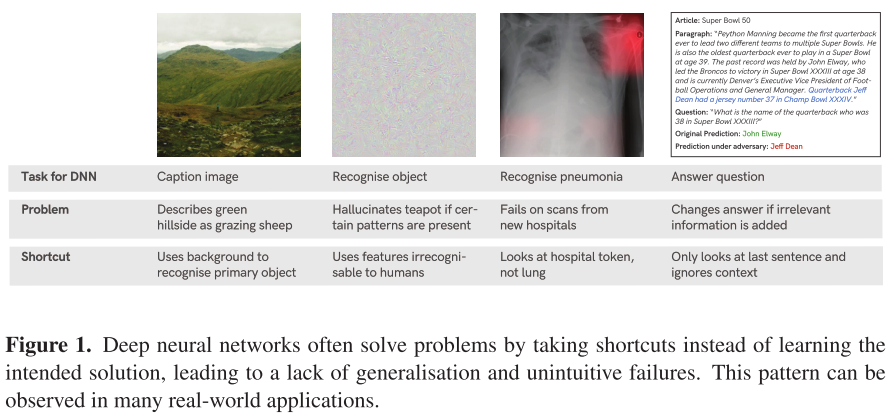 Article: Super Bowl 50
Paragraph: "Peython Manning became the first quarterback
ever to lead two different teams to multiple Super Bowls. He
is also the oldest quarterback ever to play in a Super Bowl
at age 39. The past record was held by John Elway, who
led the Broncos to victory in Super Bowl XXXIII at age 38
and is currently Denver's Executive Vice President of Foot-
ball Operations and General Manager. Quarterback Jeff
Dean had a jersey number 37 in Champ Bowl XXXIV."
Question: "What is the name of the quarterback who was
38 in Super Bowl XXXIII?"
Original Prediction: John Elway
Prediction under adversary: Jeff Dean
Task for DNN
Caption image
Recognise object
Recognise pneumonia
Answer question
Problem
Describes green
hillside as grazing sheep
Hallucinates teapot if cer-
tain patterns are present
Fails on scans from
new hospitals
Changes answer if irrelevant
information is added
Shortcut
Uses background to
recognise primary object
Uses features irrecogni-
sable to humans
Looks at hospital token,
not lung
Only looks at last sentence and
ignores context
Figure 1. Deep neural networks often solve problems by taking shortcuts instead of learning the
intended solution, leading to a lack of generalisation and unintuitive failures. This pattern can be
observed in many real-world applications.